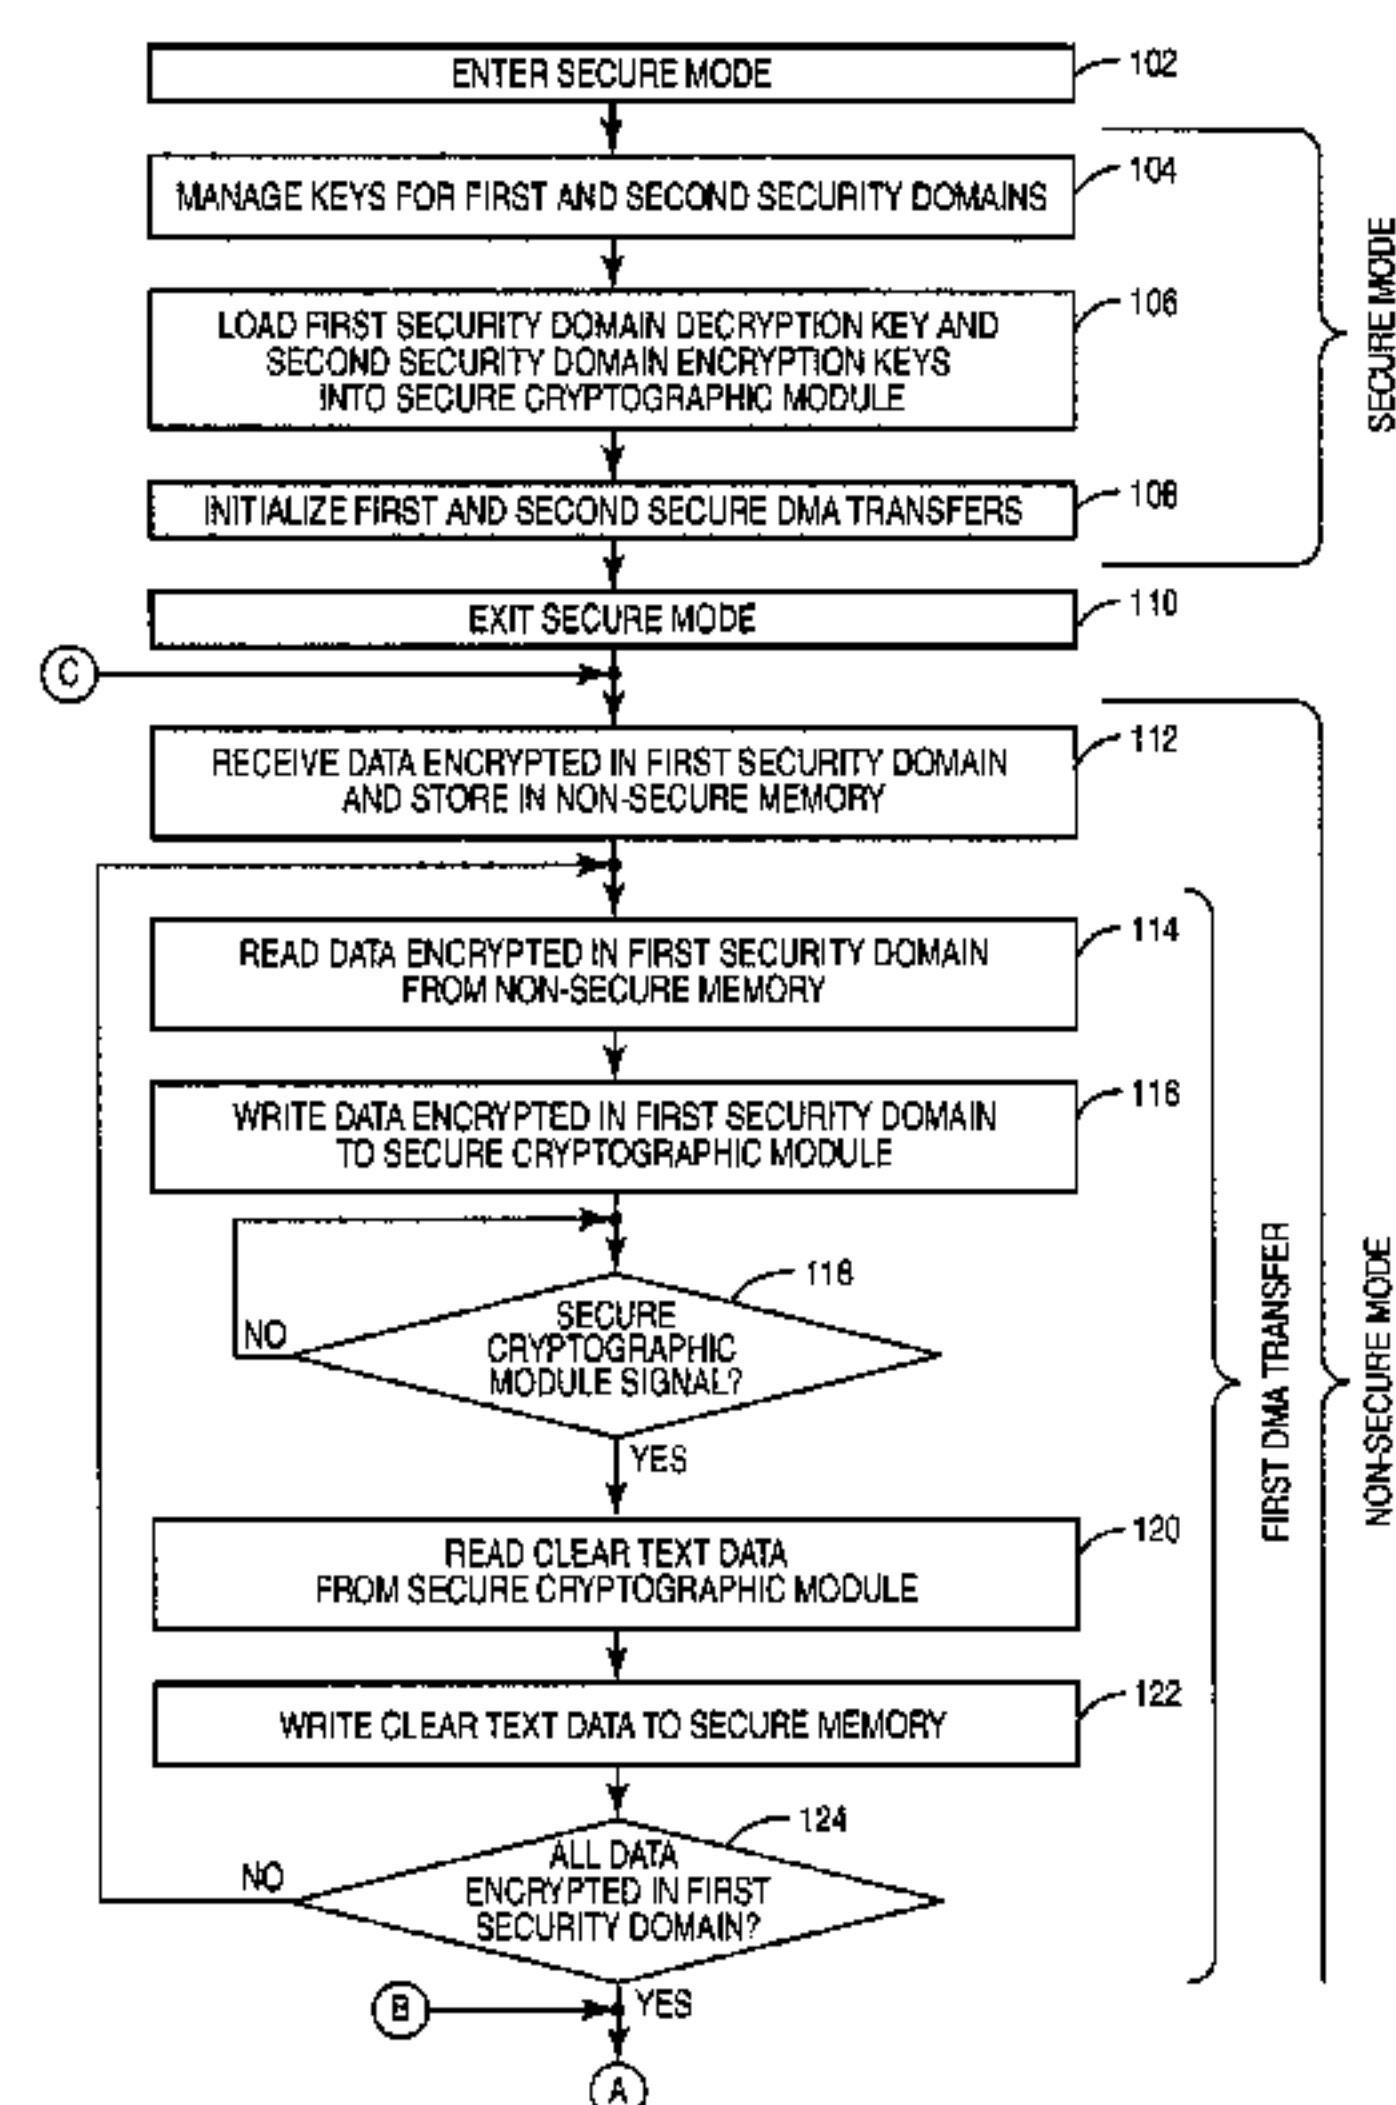 ENTER SECURE MODE
102
MANAGE KEYS FOR FIRST AND SECOND SECURITY DOMAINS
104
LOAD FIRST SECURITY DOMAIN DECRYPTION KEY AND
SECOND SECURITY DOMAIN ENCRYPTION KEYS
INTO SECURE CRYPTOGRAPHIC MODULE
106
INITIALIZE FIRST AND SECOND SECURE DMA TRANSFERS
108
SECURE MODE
EXIT SECURE MODE
110
C
RECEIVE DATA ENCRYPTED IN FIRST SECURITY DOMAIN
AND STORE IN NON-SECURE MEMORY
112
READ DATA ENCRYPTED IN FIRST SECURITY DOMAIN
FROM NON-SECURE MEMORY
114
WRITE DATA ENCRYPTED IN FIRST SECURITY DOMAIN
TO SECURE CRYPTOGRAPHIC MODULE
116
SECURE
CRYPTOGRAPHIC
MODULE SIGNAL?
118
NO
YES
READ CLEAR TEXT DATA
FROM SECURE CRYPTOGRAPHIC MODULE
120
WRITE CLEAR TEXT DATA TO SECURE MEMORY
122
ALL DATA
ENCRYPTED IN FIRST
SECURITY DOMAIN?
124
NO
YES
FIRST DMA TRANSFER
NON-SECURE MODE
B
A